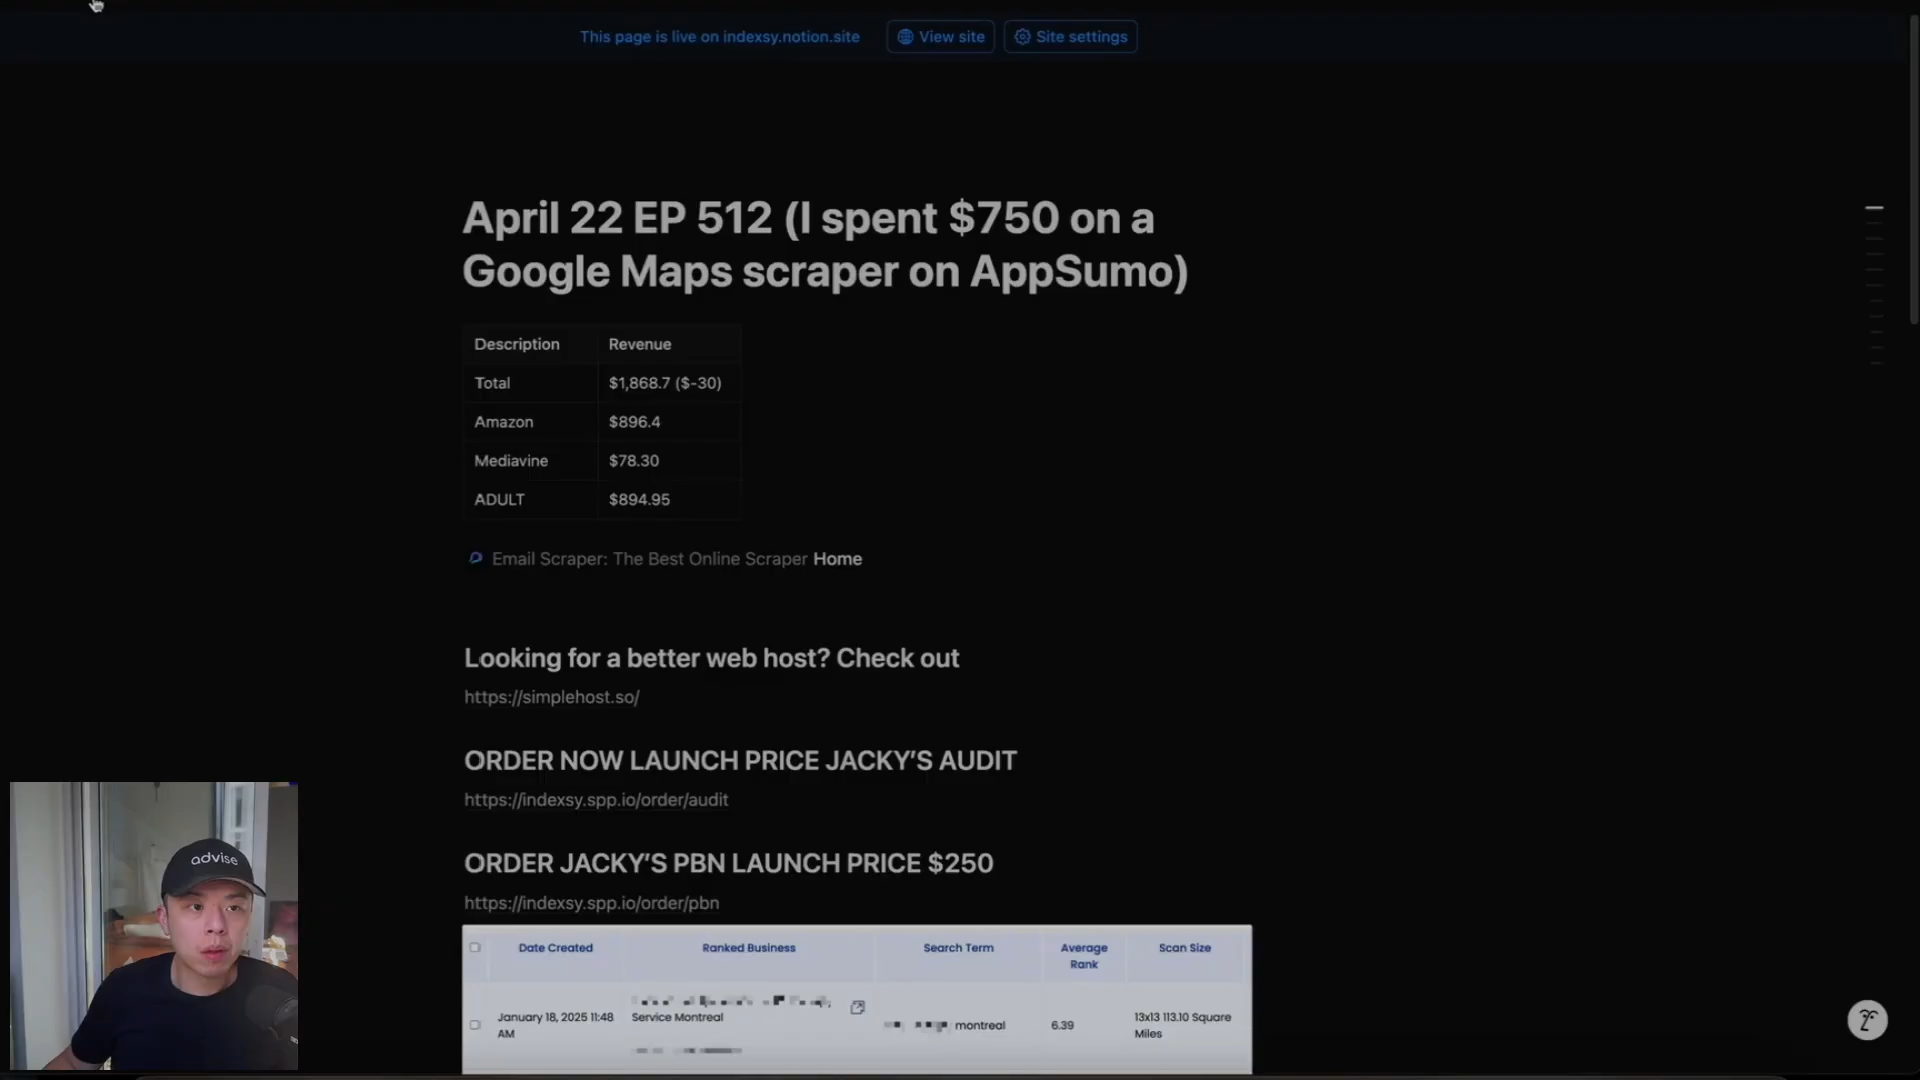 This page is live on indexsy.notion.site
View site
Site settings
April 22 EP 512 (I spent $750 on a
Google Maps scraper on AppSumo)
Description Revenue
Total $1,868.7 ($-30)
Amazon $896.4
Mediavine $78.30
ADULT $894.95
Email Scraper: The Best Online Scraper Home
Looking for a better web host? Check out
https://simplehost.so/
ORDER NOW LAUNCH PRICE JACKY'S AUDIT
https://indexsy.spp.io/order/audit
ORDER JACKY'S PBN LAUNCH PRICE $250
https://indexsy.spp.io/order/pbn
Date Created Ranked Business Search Term Average Scan Size
Rank
January 18, 2025 11:48 Service Montreal montreal 6.39 13x13 113.10 Square
AM Miles
advise